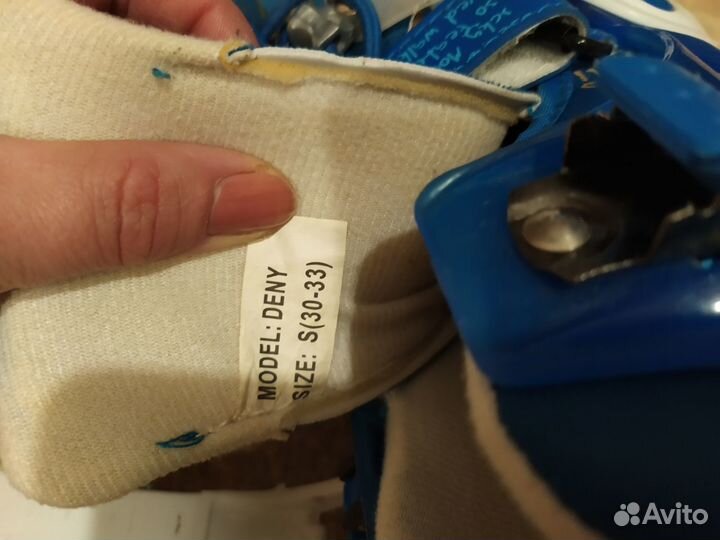 MODEL: DENY
SIZE: S(30-33)
Avito